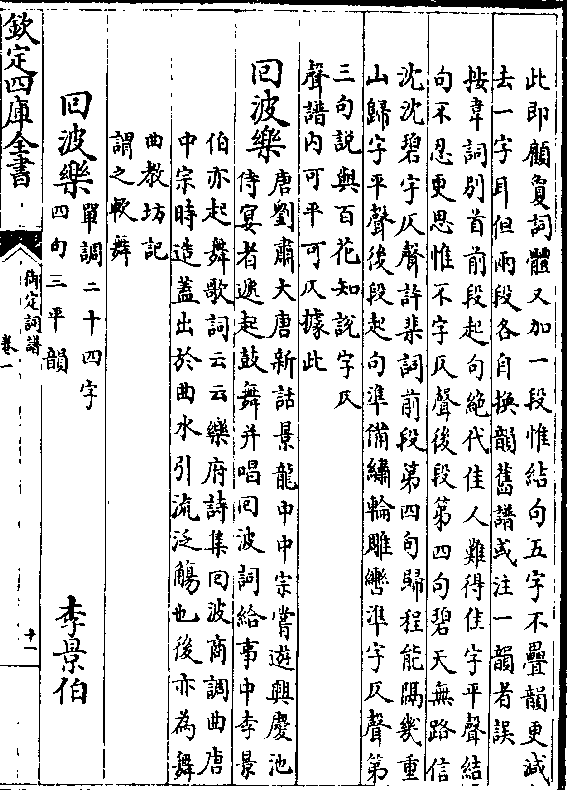 此即顧敻詞體又加一段惟結句五字不疊韻更減
去一字耳但兩段各自換韻舊譜或注一韻者誤
按韋詞別首前段起句絶代佳人難得佳字平聲結
句不忍更思惟不字仄聲後段第四句碧天無路信
沈沈碧字仄聲許棐詞前段第四句歸程能隔幾重
山歸字平聲後段起句準備繡輪雕轡準字仄聲第
三句說與百花知說字仄
聲譜内可平可仄據此
回波樂
唐劉肅大唐新話景龍中中宗嘗遊興慶池
侍宴者遞起鼓舞并唱回波詞給事中李景
伯亦起舞歌詞云云樂府詩集回波商調曲唐
中宗時造蓋出於曲水引流泛觴也後亦為舞
曲教坊記
謂之軟舞
回波樂
單調二十四字
四句三平韻
李景伯
欽定四庫全書
御定詞譜
卷一
十一